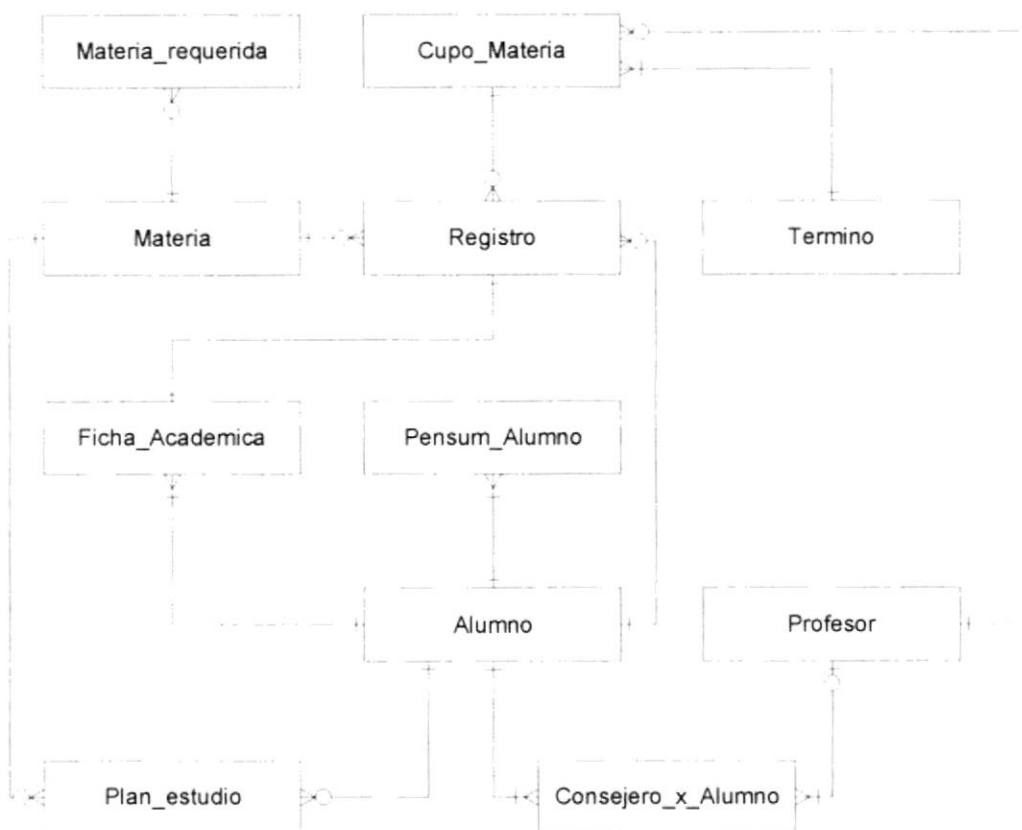 Materia_requerida
Cupo_Materia
Materia
Registro
Termino
Ficha_Academica
Pensum_Alumno
Alumno
Profesor
Plan_estudio
Consejero_x_Alumno